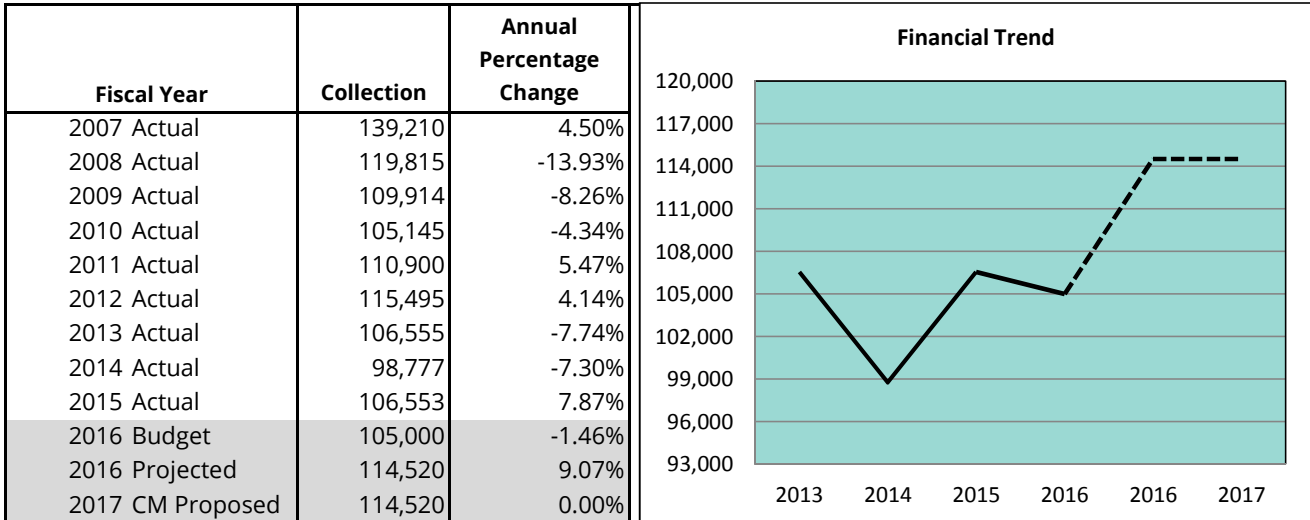 Annual
Percentage
Fiscal Year Collection Change
2007 Actual 139,210 4.50%
2008 Actual 119,815 -13.93%
2009 Actual 109,914 -8.26%
2010 Actual 105,145 -4.34%
2011 Actual 110,900 5.47%
2012 Actual 115,495 4.14%
2013 Actual 106,555 -7.74%
2014 Actual 98,777 -7.30%
2015 Actual 106,553 7.87%
2016 Budget 105,000 -1.46%
2016 Projected 114,520 9.07%
2017 CM Proposed 114,520 0.00%
Financial Trend
120,000
117,000
114,000
111,000
108,000
105,000
102,000
99,000
96,000
93,000
2013 2014 2015 2016 2016 2017